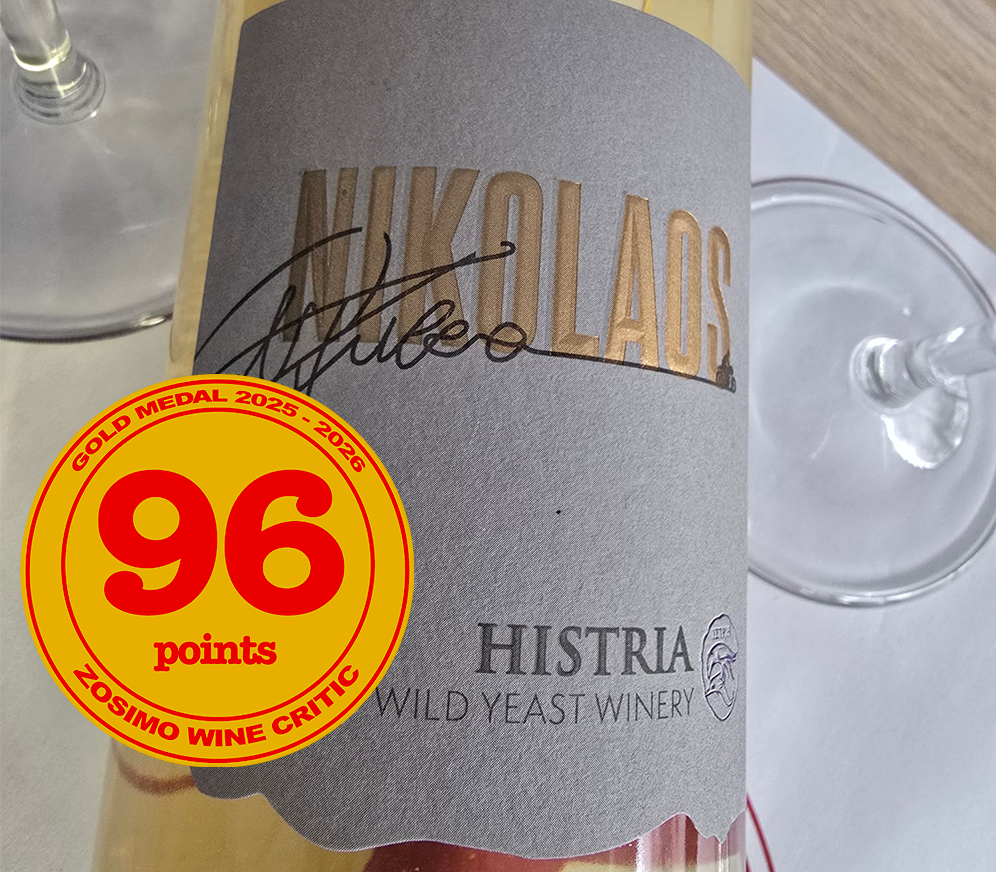 NIKOLAOS
GOLD MEDAL 2025 - 2026
96
points
ZOSIMO WINE CRITIC
HISTRIA
WILD YEAST WINERY